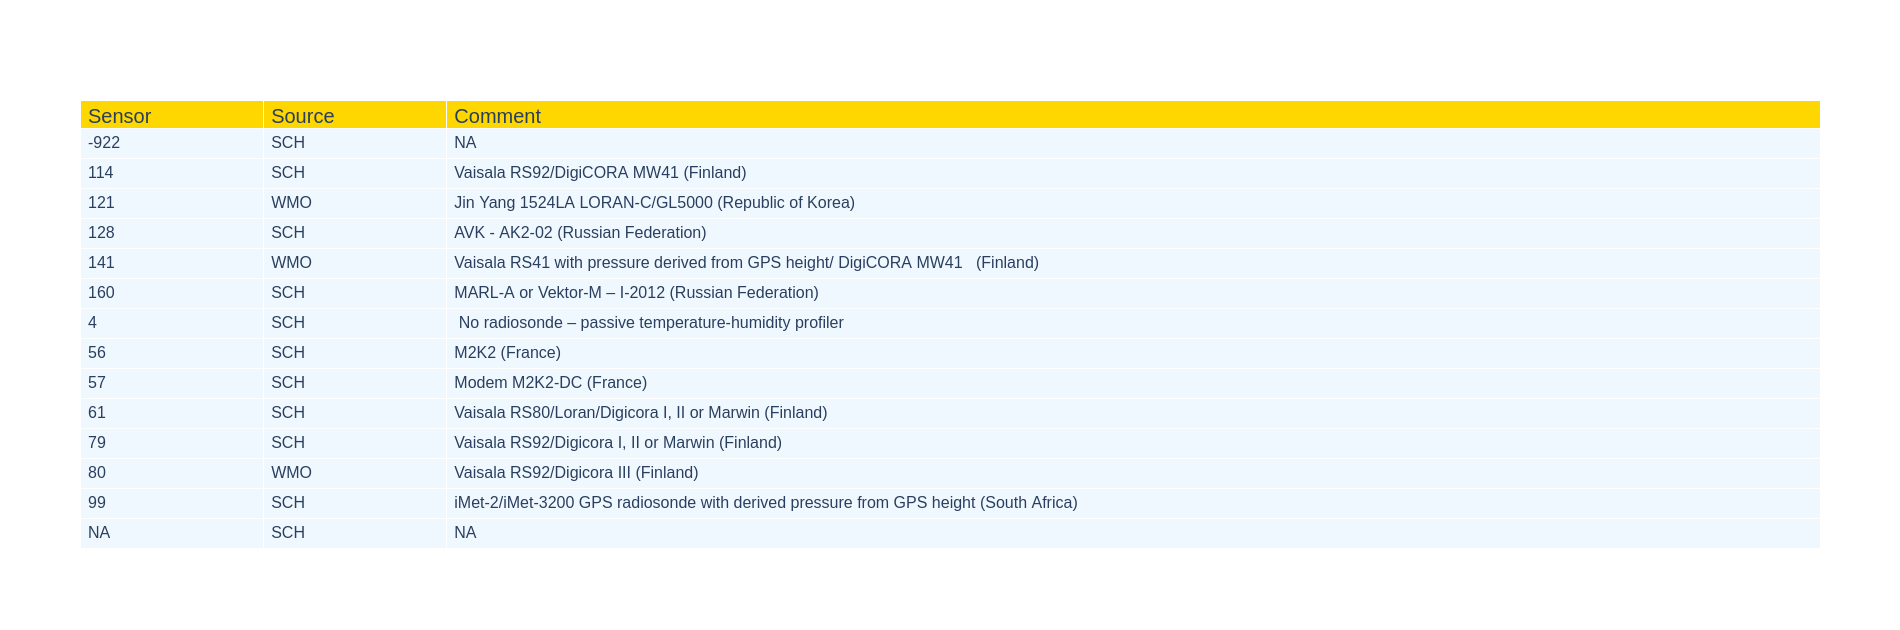 Sensor Source Comment
-922 SCH NA
114 SCH Vaisala RS92/DigiCORA MW41 (Finland)
121 WMO Jin Yang 1524LA LORAN-C/GL5000 (Republic of Korea)
128 SCH AVK - AK2-02 (Russian Federation)
141 WMO Vaisala RS41 with pressure derived from GPS height/ DigiCORA MW41   (Finland)
160 SCH MARL-A or Vektor-M – I-2012 (Russian Federation)
4 SCH No radiosonde – passive temperature-humidity profiler
56 SCH M2K2 (France)
57 SCH Modem M2K2-DC (France)
61 SCH Vaisala RS80/Loran/Digicora I, II or Marwin (Finland)
79 SCH Vaisala RS92/Digicora I, II or Marwin (Finland)
80 WMO Vaisala RS92/Digicora III (Finland)
99 SCH iMet-2/iMet-3200 GPS radiosonde with derived pressure from GPS height (South Africa)
NA SCH NA